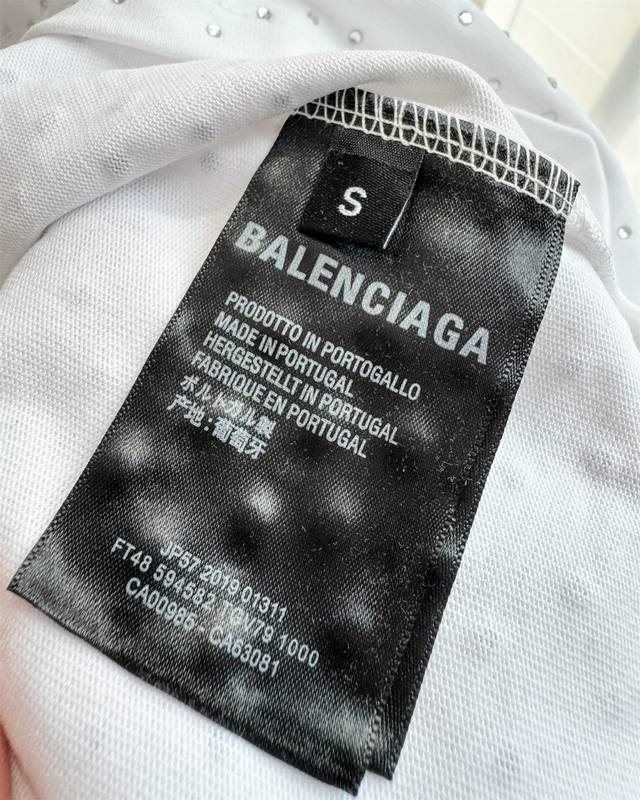 S
BALENCIAGA
PRODOTTO IN PORTOGALLO
MADE IN PORTUGAL
HERGESTELLT IN PORTUGAL
FABRIQUE EN PORTUGAL
ポルトガル製
产地：葡萄牙
JP57 2019 01311
FT48 594582 TGV79 1000
CA00985 - CA63081